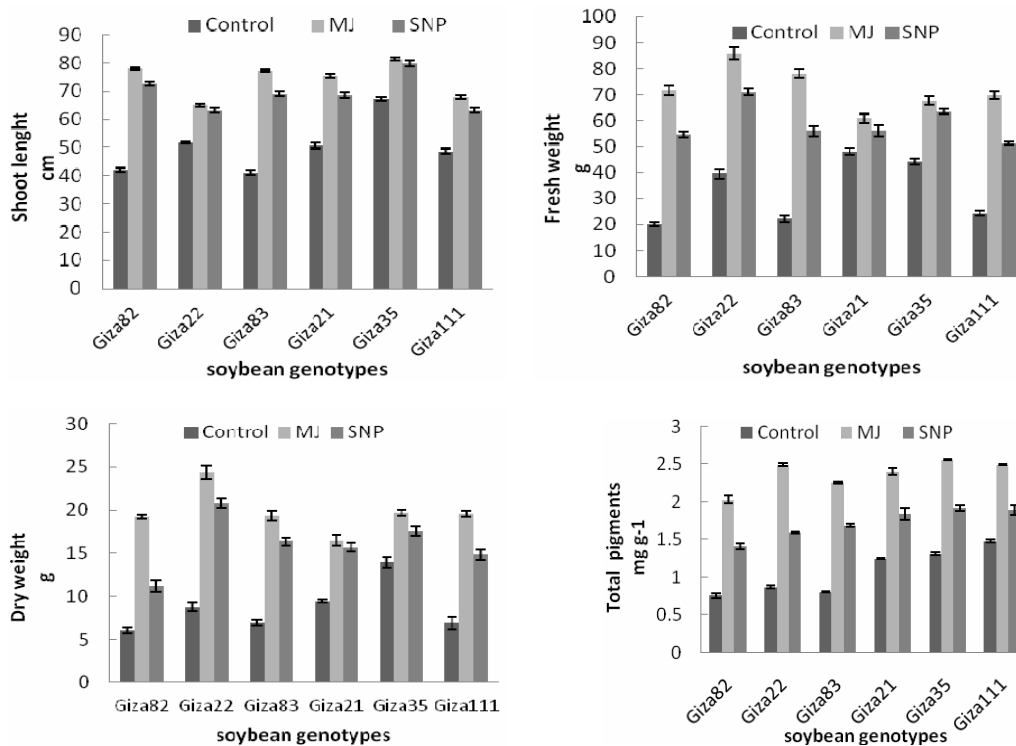 Control MJ SNP
90
80
70
60
50
40
30
20
10
0
Shoot lenght
cm
Giza82 Giza22 Giza83 Giza21 Giza35 Giza111
soybean genotypes
Control MJ SNP
100
90
80
70
60
50
40
30
20
10
0
Fresh weight
g
Giza82 Giza22 Giza83 Giza21 Giza35 Giza111
soybean genotypes
Control MJ SNP
30
25
20
15
10
5
0
Dry weight
g
Giza82 Giza22 Giza83 Giza21 Giza35 Giza111
soybean genotypes
Control MJ SNP
3
2.5
2
1.5
1
0.5
0
Total pigments
mg g-1
Giza82 Giza22 Giza83 Giza21 Giza35 Giza111
soybean genotypes